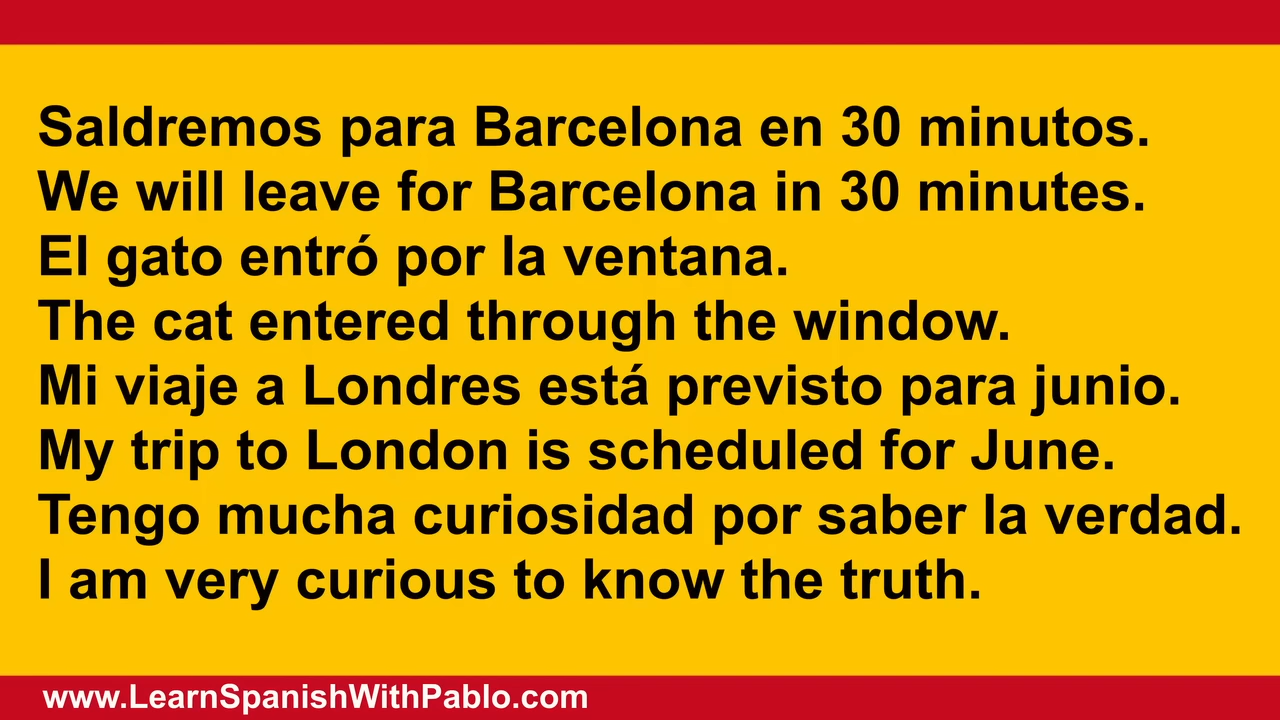 Saldremos para Barcelona en 30 minutos.
We will leave for Barcelona in 30 minutes.
El gato entró por la ventana.
The cat entered through the window.
Mi viaje a Londres está previsto para junio.
My trip to London is scheduled for June.
Tengo mucha curiosidad por saber la verdad.
I am very curious to know the truth.
www.LearnSpanishWithPablo.com